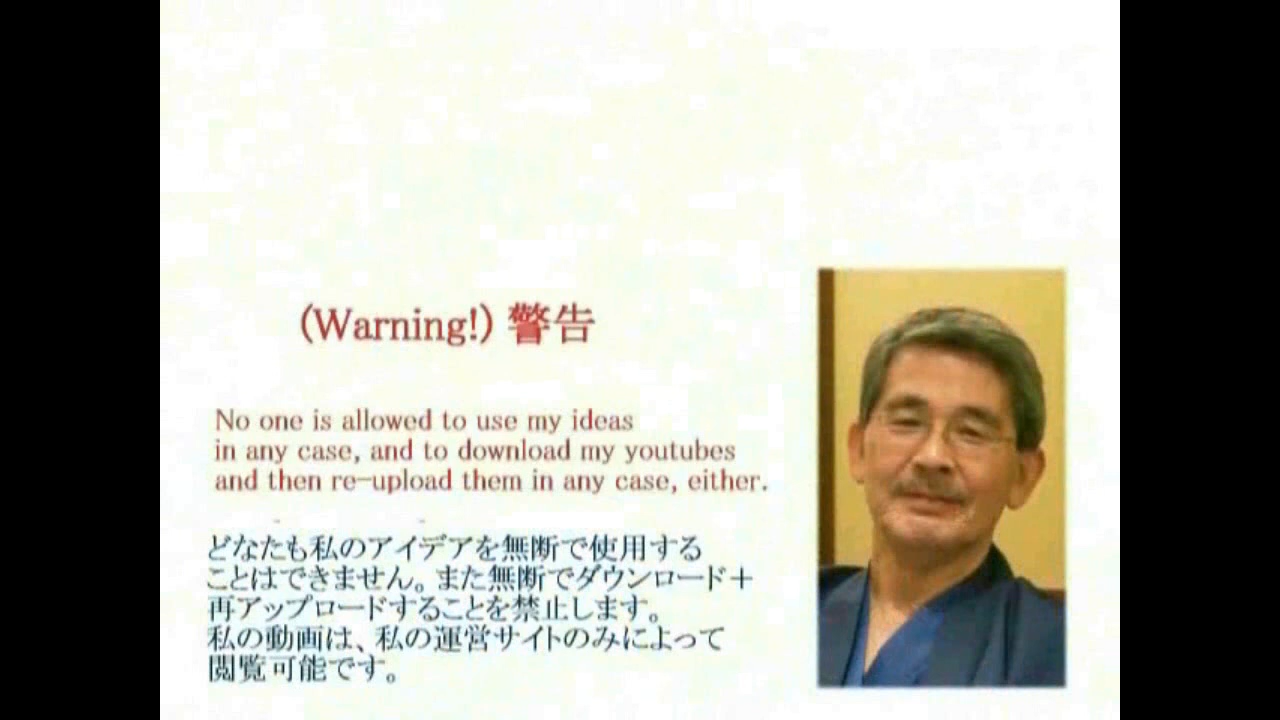 (Warning!) 警告
No one is allowed to use my ideas
in any case, and to download my youtubes
and then re-upload them in any case, either.
どなたも私のアイデアを無断で使用する
ことはできません。また無断でダウンロード＋
再アップロードすることを禁止します。
私の動画は、私の運営サイトのみによって
閲覧可能です。